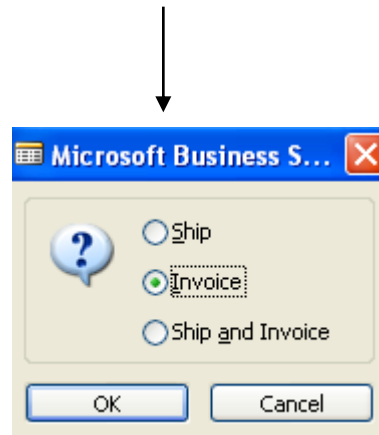 Microsoft Business S...
Ship
Invoice
Ship and Invoice
OK Cancel